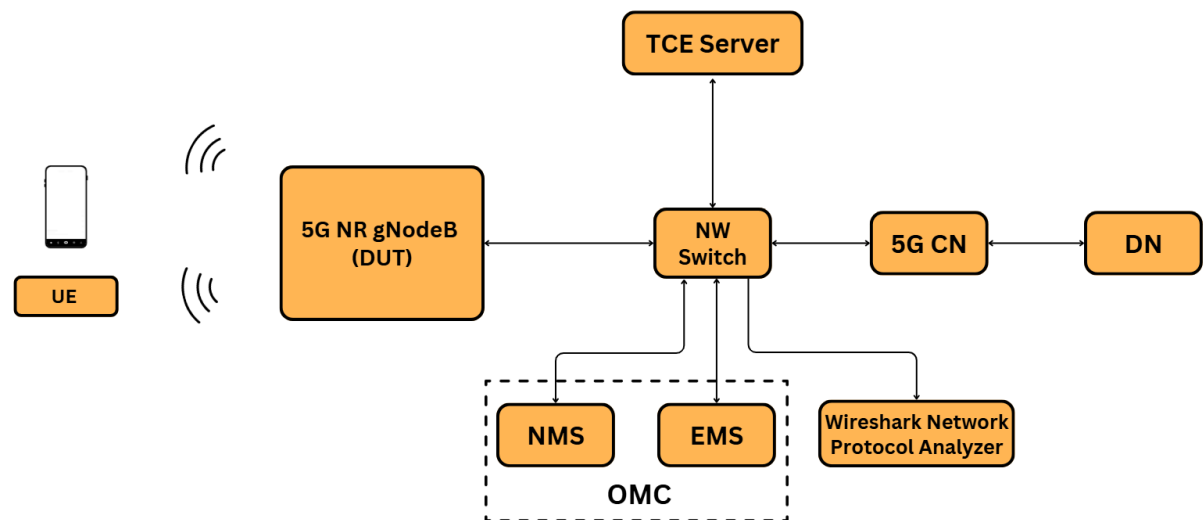 TCE Server
5G NR gNodeB
(DUT)
NW
Switch
5G CN
DN
UE
NMS
EMS
Wireshark Network
Protocol Analyzer
OMC